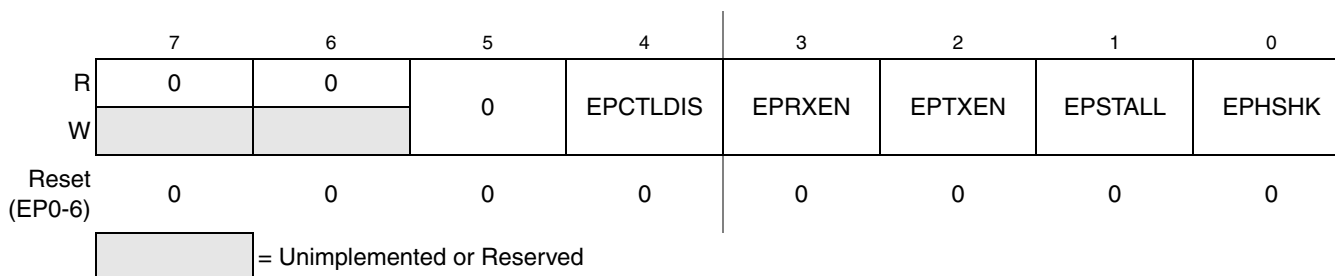 7 6 5 4 3 2 1 0
R 0 0 0 EPCTLDIS EPRXEN EPTXEN EPSTALL EPHSHK
W
Reset
(EP0-6) 0 0 0 0 0 0 0 0
= Unimplemented or Reserved